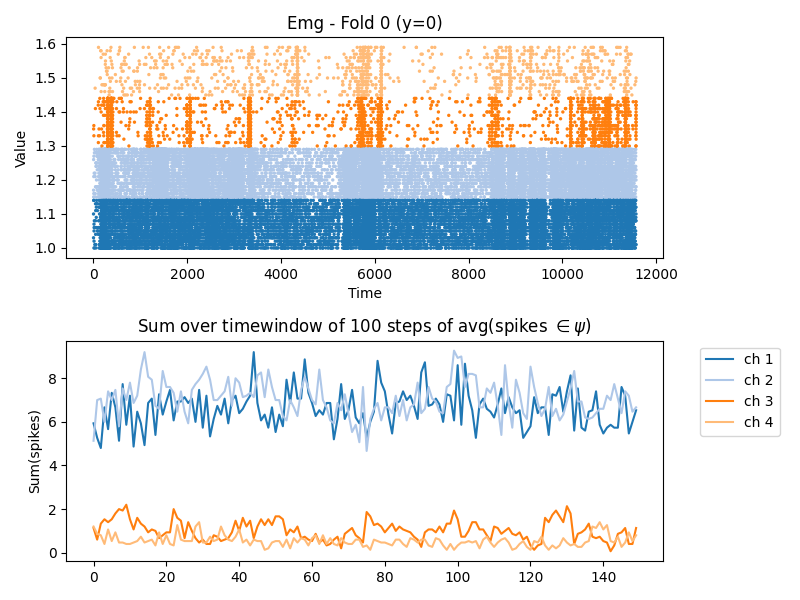 Emg - Fold 0 (y=0)
1.6
1.5
1.4
1.3
1.2
1.1
1.0
Value
0 2000 4000 6000 8000 10000 12000
Time
Sum over timewindow of 100 steps of avg(spikes ∈ ψ)
8
6
4
2
0
Sum(spikes)
0 20 40 60 80 100 120 140
ch 1
ch 2
ch 3
ch 4